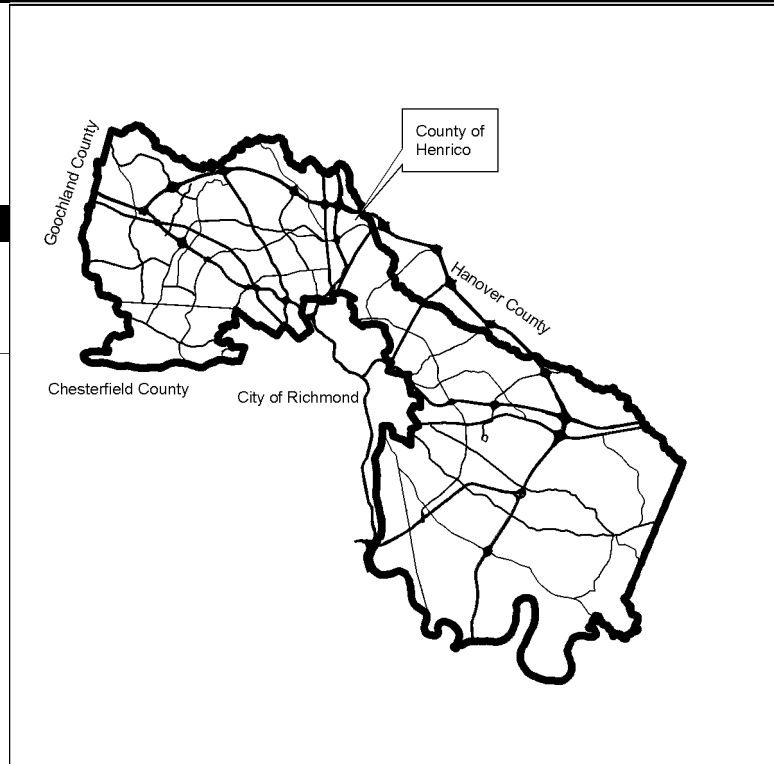 County of
Henrico
Goochland County
Hanover County
Chesterfield County
City of Richmond